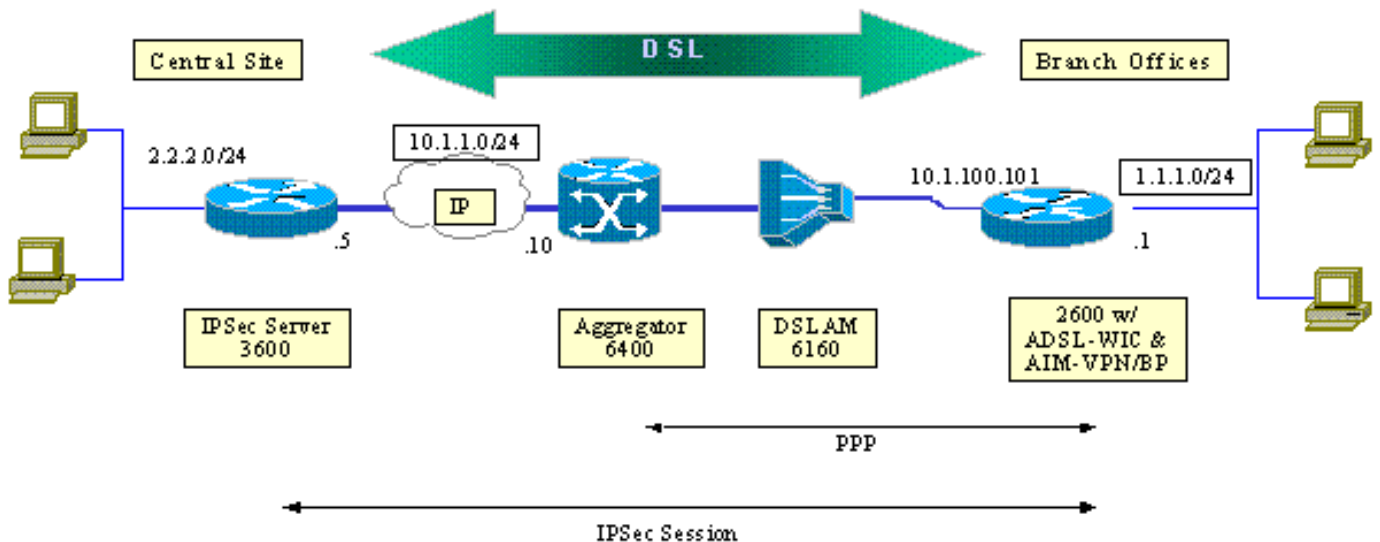 DSL
Central Site
Branch Offices
10.1.1.0/24
2.2.2.0/24
10.1.100.101
1.1.1.0/24
IP
.5
.10
.1
IPSec Server
3600
Aggregator
6400
DSLAM
6160
2600 w/
ADSL-WIC &
AIM-VPN/BP
PPP
IPSec Session